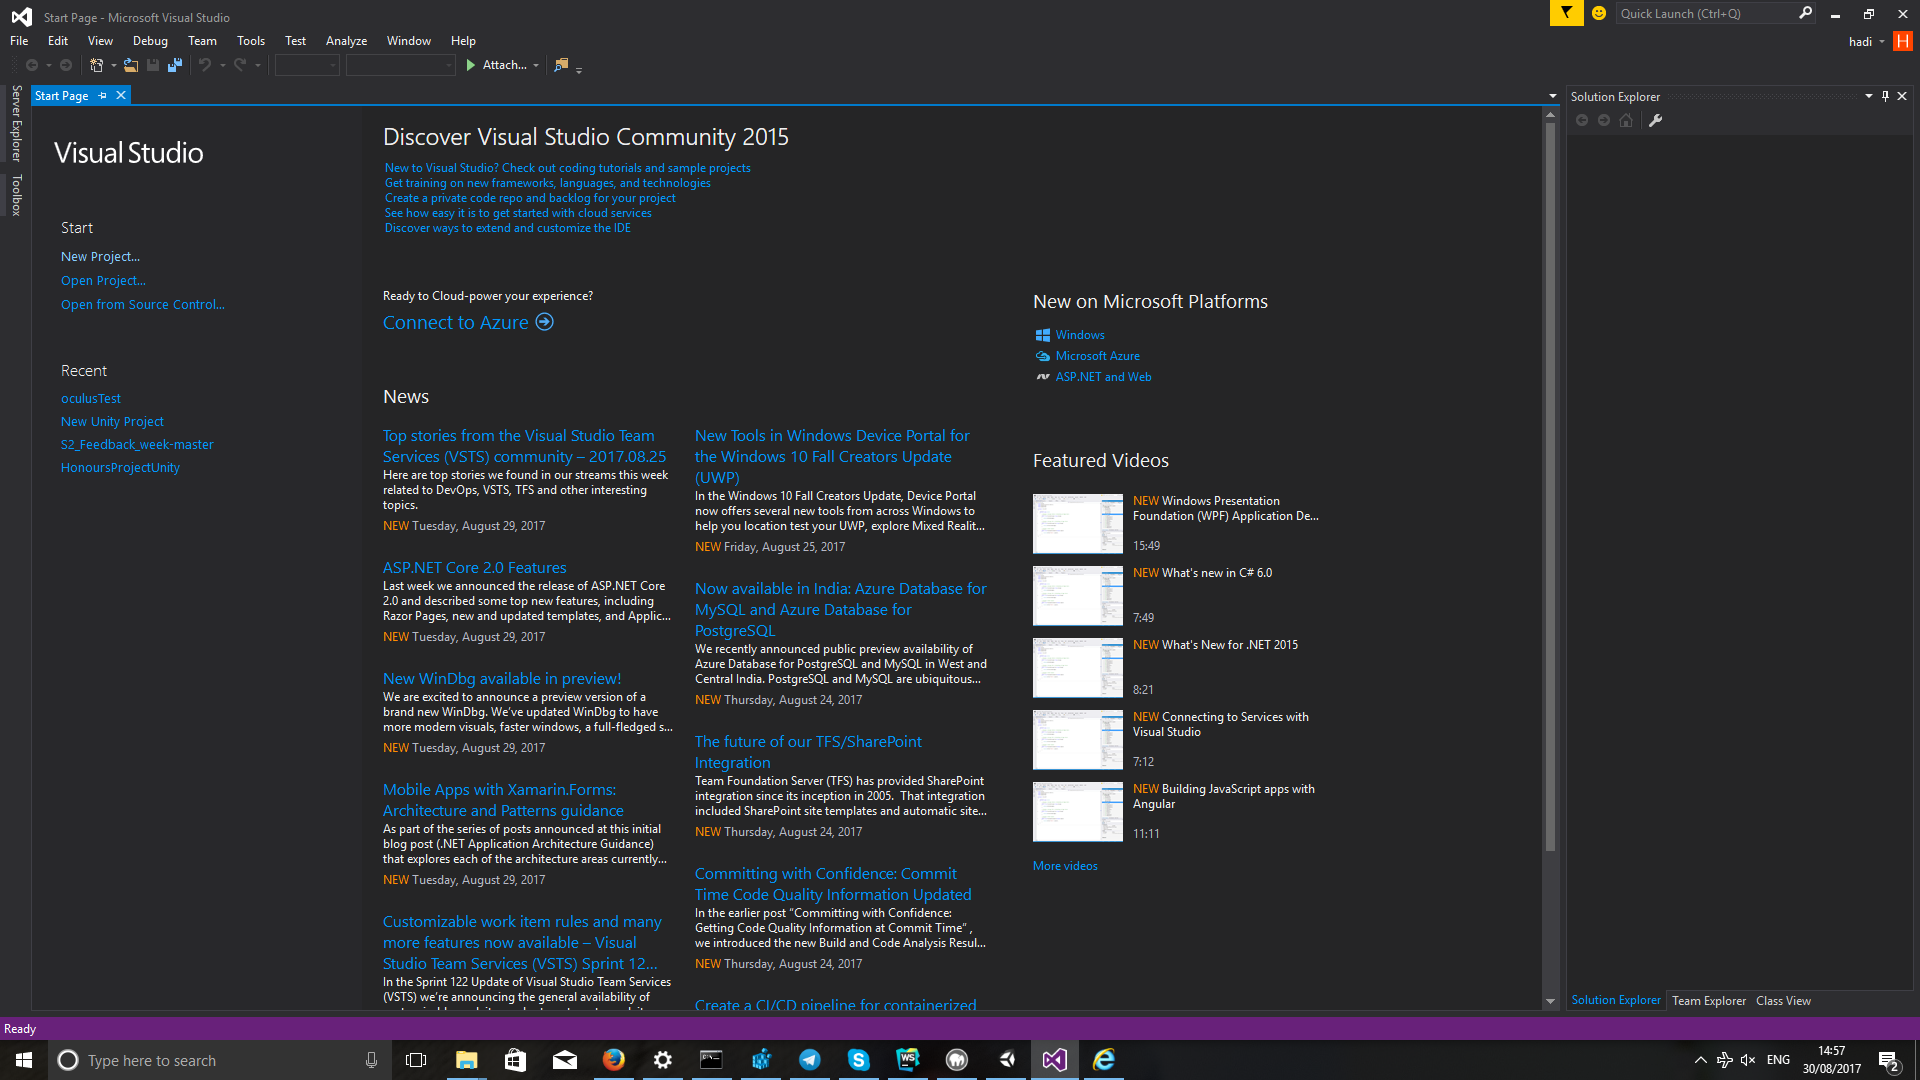 Start Page - Microsoft Visual Studio
Quick Launch (Ctrl+Q)
File Edit View Debug Team Tools Test Analyze Window Help
hadi H
Attach...
Server Explorer
Toolbox
Start Page
Visual Studio
Start
New Project...
Open Project...
Open from Source Control...
Recent
oculusTest
New Unity Project
S2_Feedback_week-master
HonoursProjectUnity
Discover Visual Studio Community 2015
New to Visual Studio? Check out coding tutorials and sample projects
Get training on new frameworks, languages, and technologies
Create a private code repo and backlog for your project
See how easy it is to get started with cloud services
Discover ways to extend and customize the IDE
Ready to Cloud-power your experience?
Connect to Azure
News
Top stories from the Visual Studio Team
Services (VSTS) community – 2017.08.25
Here are top stories we found in our streams this week
related to DevOps, VSTS, TFS and other interesting
topics.
NEW Tuesday, August 29, 2017
ASP.NET Core 2.0 Features
Last week we announced the release of ASP.NET Core
2.0 and described some top new features, including
Razor Pages, new and updated templates, and Applic...
NEW Tuesday, August 29, 2017
New WinDbg available in preview!
We are excited to announce a preview version of a
brand new WinDbg. We've updated WinDbg to have
more modern visuals, faster windows, a full-fledged s...
NEW Tuesday, August 29, 2017
Mobile Apps with Xamarin.Forms:
Architecture and Patterns guidance
As part of the series of posts announced at this initial
blog post (.NET Application Architecture Guidance)
that explores each of the architecture areas currently...
NEW Tuesday, August 29, 2017
Customizable work item rules and many
more features now available – Visual
Studio Team Services (VSTS) Sprint 12...
In the Sprint 122 Update of Visual Studio Team Services
(VSTS) we're announcing the general availability of
New Tools in Windows Device Portal for
the Windows 10 Fall Creators Update
(UWP)
In the Windows 10 Fall Creators Update, Device Portal
now offers several new tools from across Windows to
help you location test your UWP, explore Mixed Realit...
NEW Friday, August 25, 2017
Now available in India: Azure Database for
MySQL and Azure Database for
PostgreSQL
We recently announced public preview availability of
Azure Database for PostgreSQL and MySQL in West and
Central India. PostgreSQL and MySQL are ubiquitous...
NEW Thursday, August 24, 2017
The future of our TFS/SharePoint
Integration
Team Foundation Server (TFS) has provided SharePoint
integration since its inception in 2005.  That integration
included SharePoint site templates and automatic site...
NEW Thursday, August 24, 2017
Committing with Confidence: Commit
Time Code Quality Information Updated
In the earlier post “Committing with Confidence:
Getting Code Quality Information at Commit Time” ,
we introduced the new Build and Code Analysis Resul...
NEW Thursday, August 24, 2017
Create a CI/CD pipeline for containerized
New on Microsoft Platforms
Windows
Microsoft Azure
ASP.NET and Web
Featured Videos
NEW Windows Presentation
Foundation (WPF) Application De...
15:49
NEW What's new in C# 6.0
7:49
NEW What's New for .NET 2015
8:21
NEW Connecting to Services with
Visual Studio
7:12
NEW Building JavaScript apps with
Angular
11:11
More videos
Solution Explorer
Solution Explorer Team Explorer Class View
Ready
Type here to search
WS
ENG
14:57
30/08/2017
2